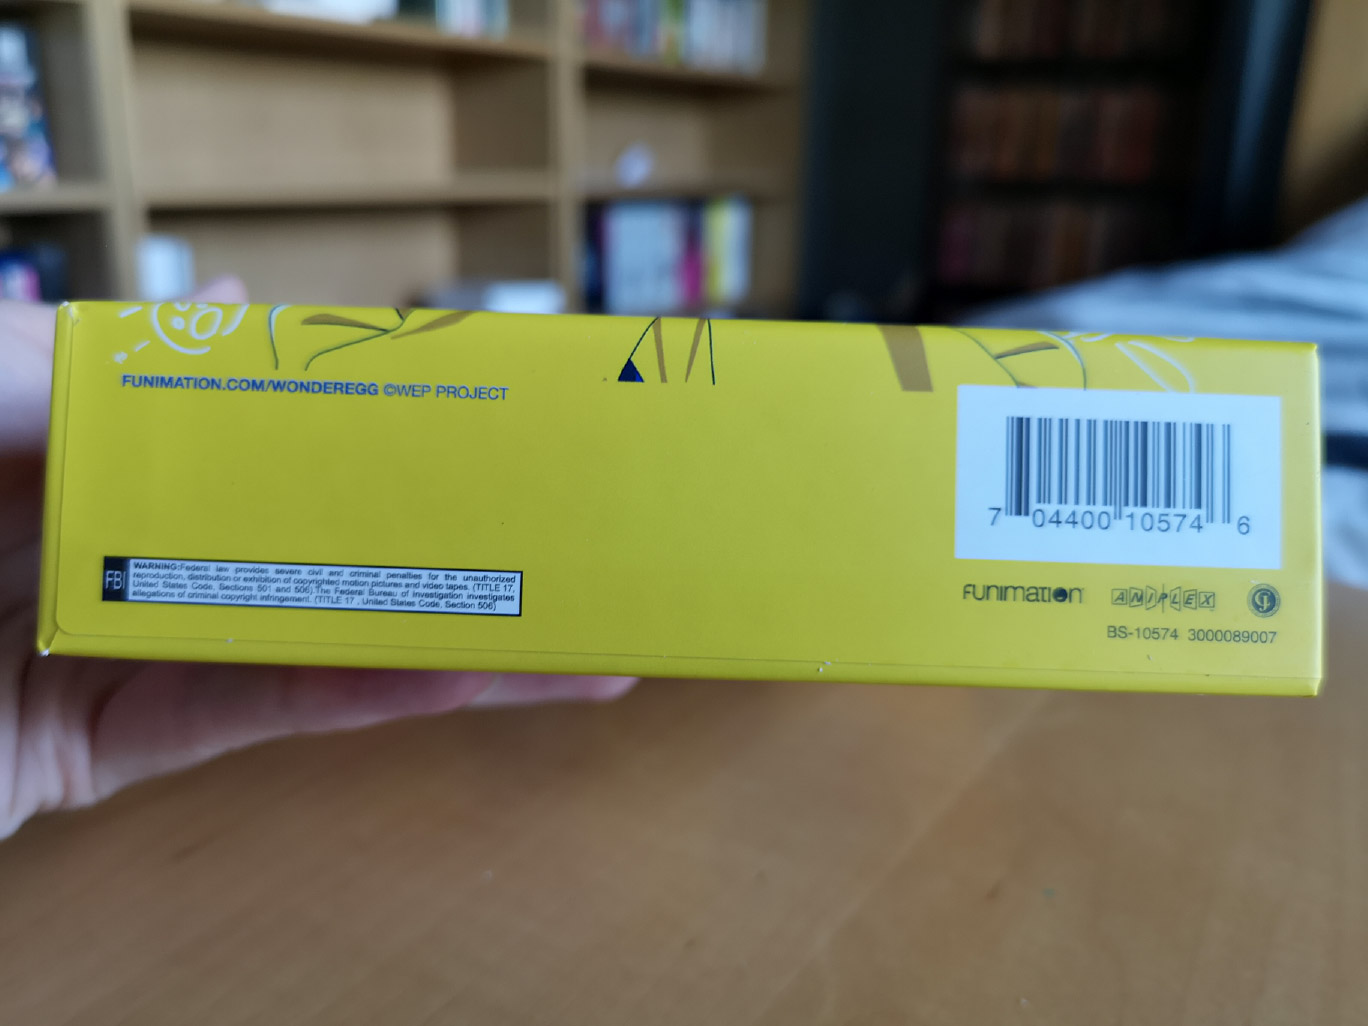 FUNIMATION.COM/WONDEREGG ©WEP PROJECT
7 04400 10574 6
FBI
WARNING:Federal law provides severe civil and criminal penalties for the unauthorized
reproduction, distribution or exhibition of copyrighted motion pictures and video tapes. (TITLE 17,
United States Code, Sections 501 and 506).The Federal Bureau of Investigation investigates
allegations of criminal copyright infringement. (TITLE 17 , United States Code, Section 506)
FUNIMATION ANIPLEX
BS-10574 3000089007